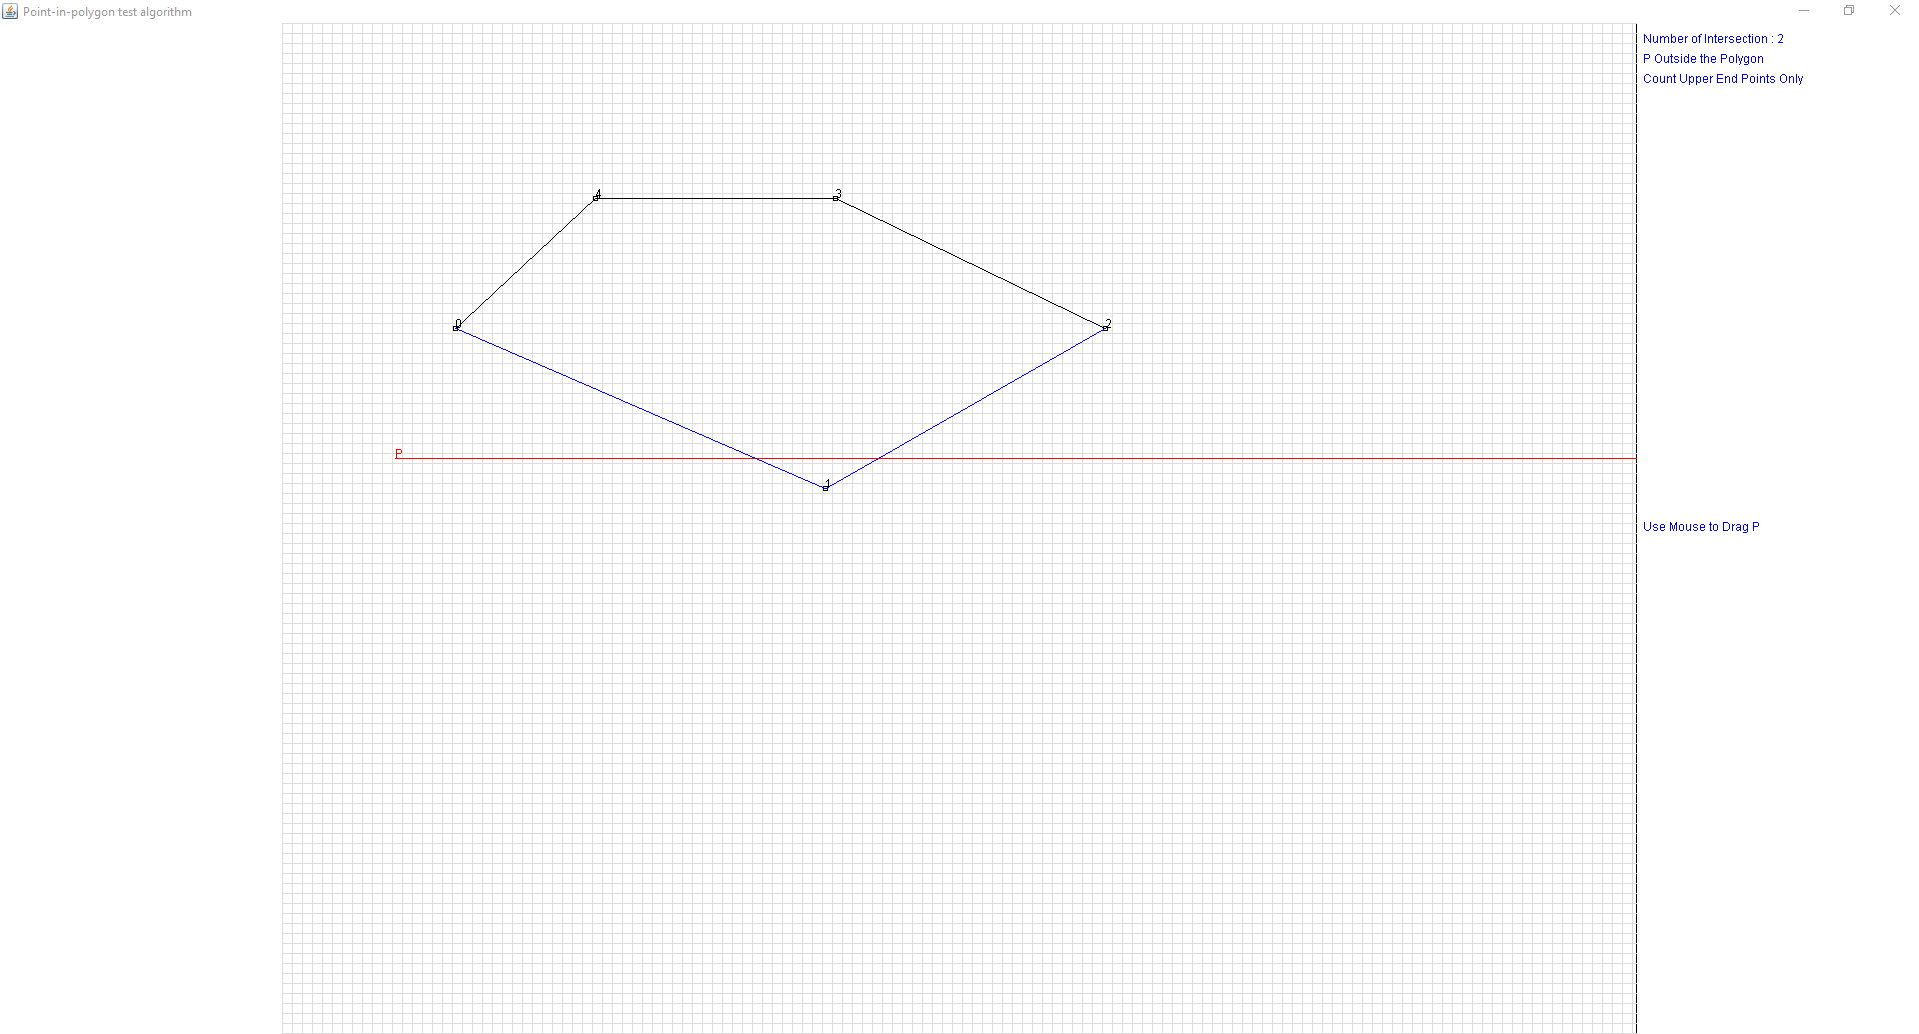 Point-in-polygon test algorithm
Number of Intersection : 2
P Outside the Polygon
Count Upper End Points Only
4
3
0
2
P
1
Use Mouse to Drag P